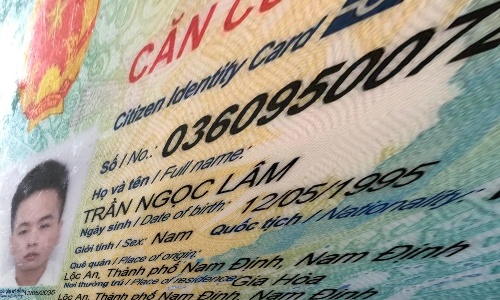 CĂN CƯ
Citizen Identity Card
Số / No.: 03609500072
Họ và tên / Full name:
TRẦN NGỌC LÂM
Ngày sinh / Date of birth: 12/05/1995
Giới tính / Sex: Nam Quốc tịch / Nationality:
Quê quán / Place of origin:
Lộc An, Thành phố Nam Định, Nam Định
Nơi thường trú / Place of residence: Gia Hòa
Lộc An, Thành phố Nam Định, Nam Định